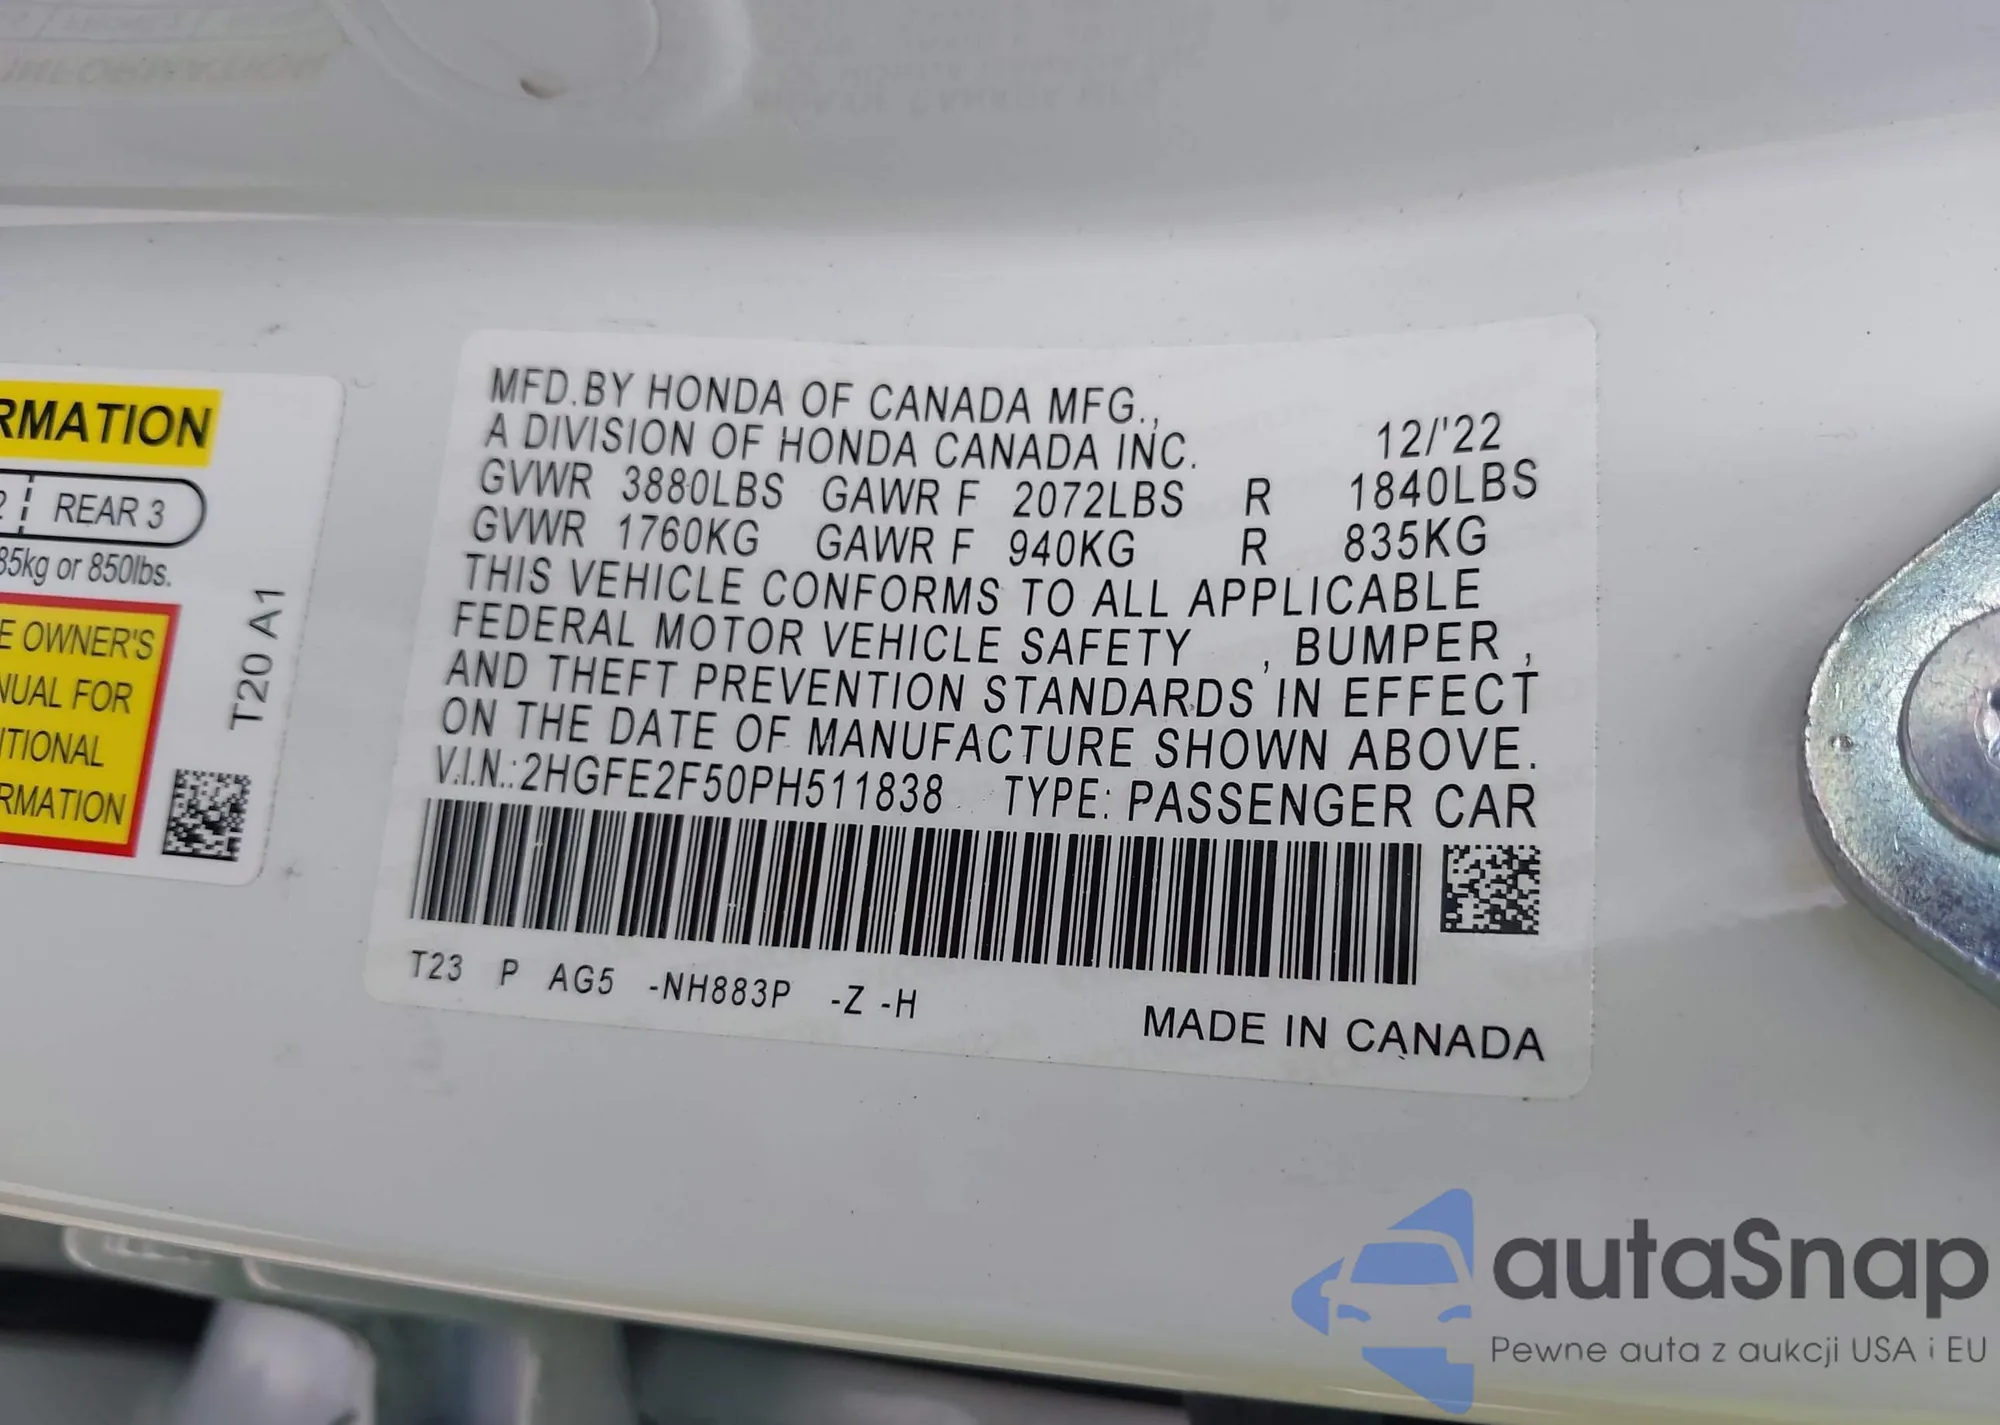 RMATION
REAR 3
85kg or 850lbs.
E OWNER'S
NUAL FOR
ITIONAL
RMATION
T20 A1
MFD.BY HONDA OF CANADA MFG.,
A DIVISION OF HONDA CANADA INC. 12/'22
GVWR 3880LBS GAWR F 2072LBS R 1840LBS
GVWR 1760KG GAWR F 940KG R 835KG
THIS VEHICLE CONFORMS TO ALL APPLICABLE
FEDERAL MOTOR VEHICLE SAFETY , BUMPER ,
AND THEFT PREVENTION STANDARDS IN EFFECT
ON THE DATE OF MANUFACTURE SHOWN ABOVE.
V.I.N.:2HGFE2F50PH511838 TYPE: PASSENGER CAR
T23 P AG5 -NH883P -Z -H
MADE IN CANADA
autaSnap
Pewne auta z aukcji USA i EU